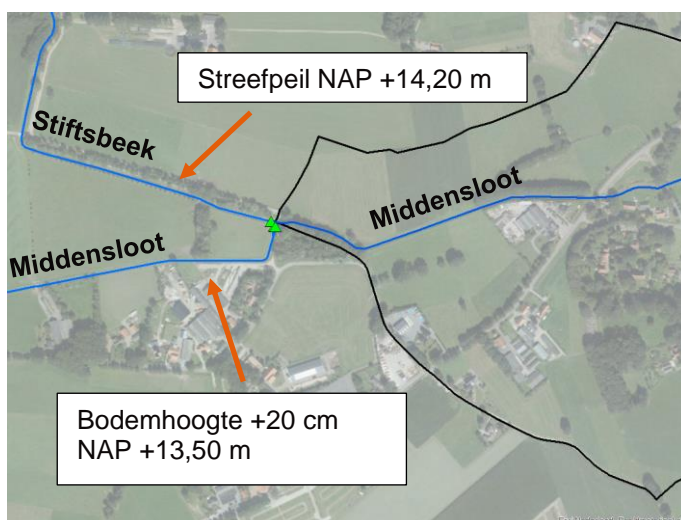 Streefpeil NAP +14,20 m
Stiftsbeek
Middensloot
Middensloot
Bodemhoogte +20 cm
NAP +13,50 m